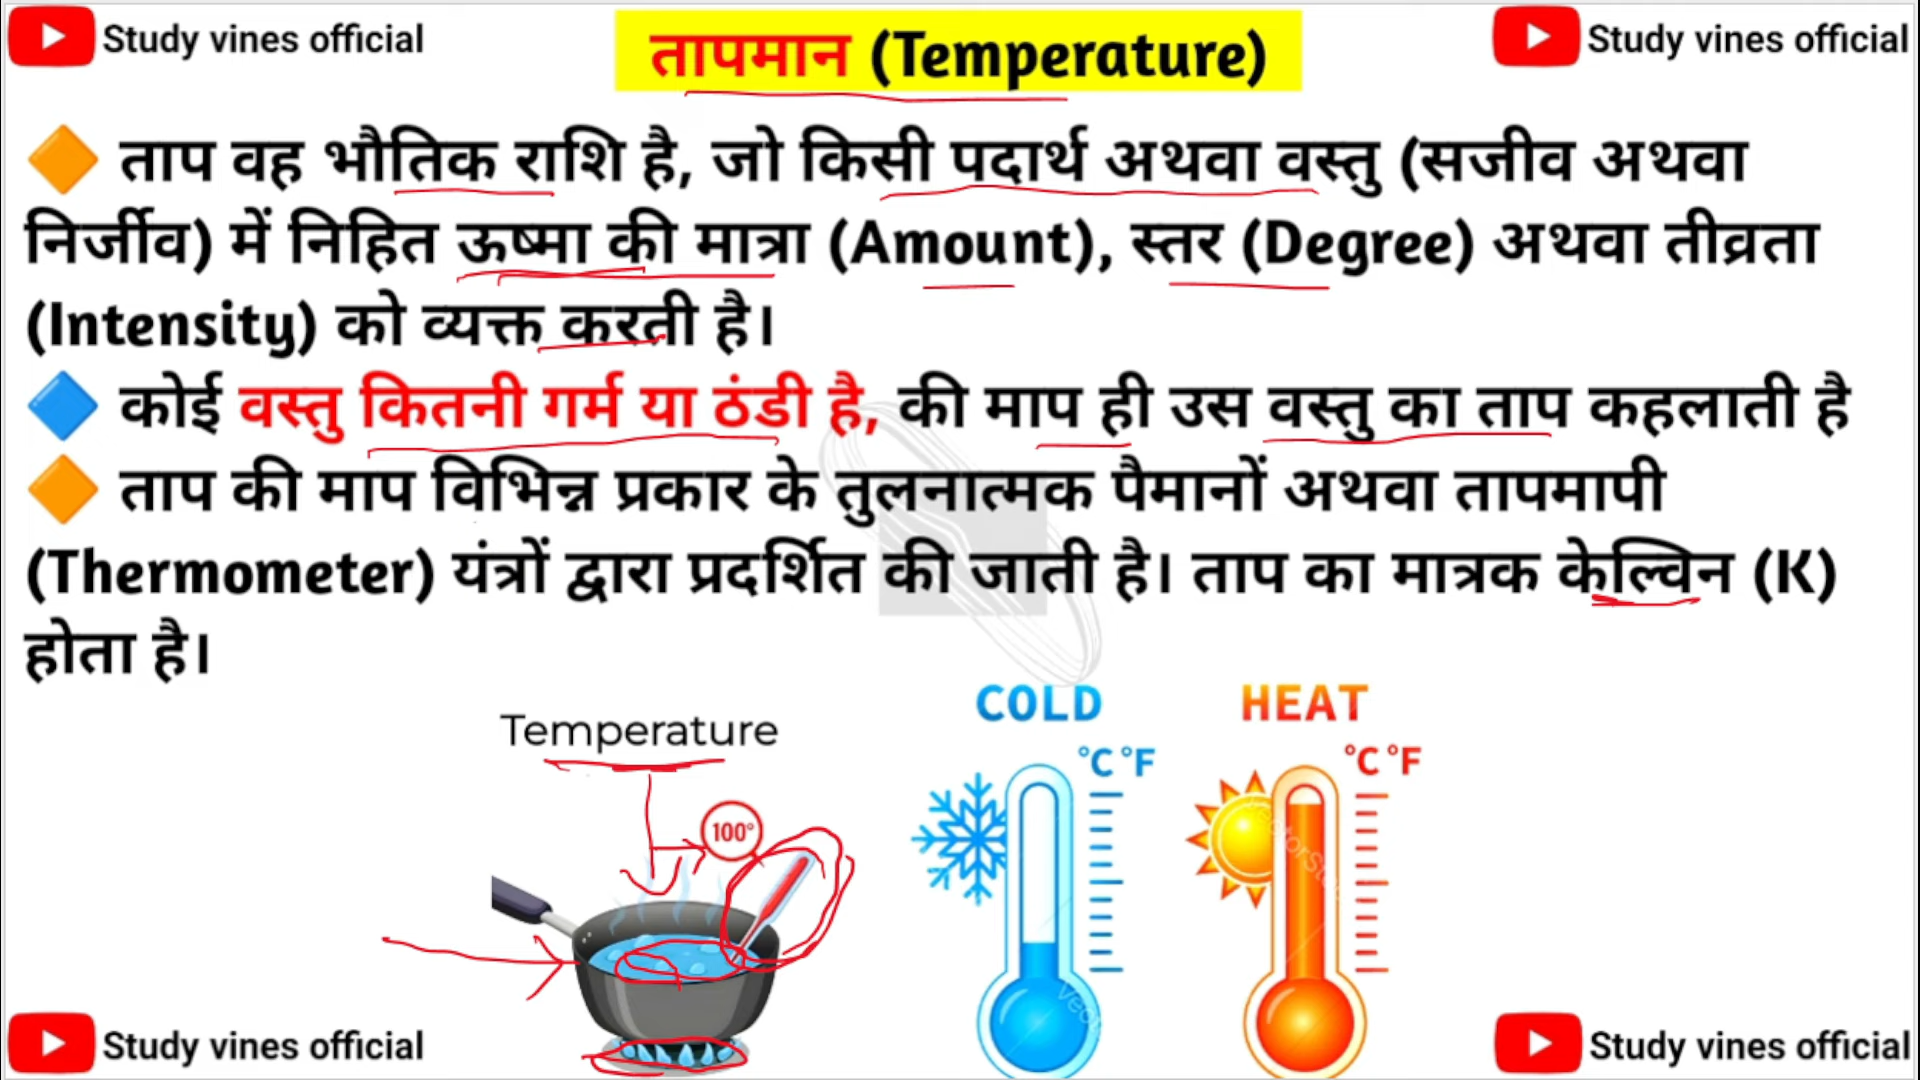 Study vines official
तापमान (Temperature)
Study vines official
🔶 ताप वह भौतिक राशि है, जो किसी पदार्थ अथवा वस्तु (सजीव अथवा
निर्जीव) में निहित ऊष्मा की मात्रा (Amount), स्तर (Degree) अथवा तीव्रता
(Intensity) को व्यक्त करती है।
🔷 कोई वस्तु कितनी गर्म या ठंडी है, की माप ही उस वस्तु का ताप कहलाती है
🔶 ताप की माप विभिन्न प्रकार के तुलनात्मक पैमानों अथवा तापमापी
(Thermometer) यंत्रों द्वारा प्रदर्शित की जाती है। ताप का मात्रक केल्विन (K)
होता है।
Temperature
100°
COLD
°C °F
HEAT
°C °F
Study vines official
Study vines official